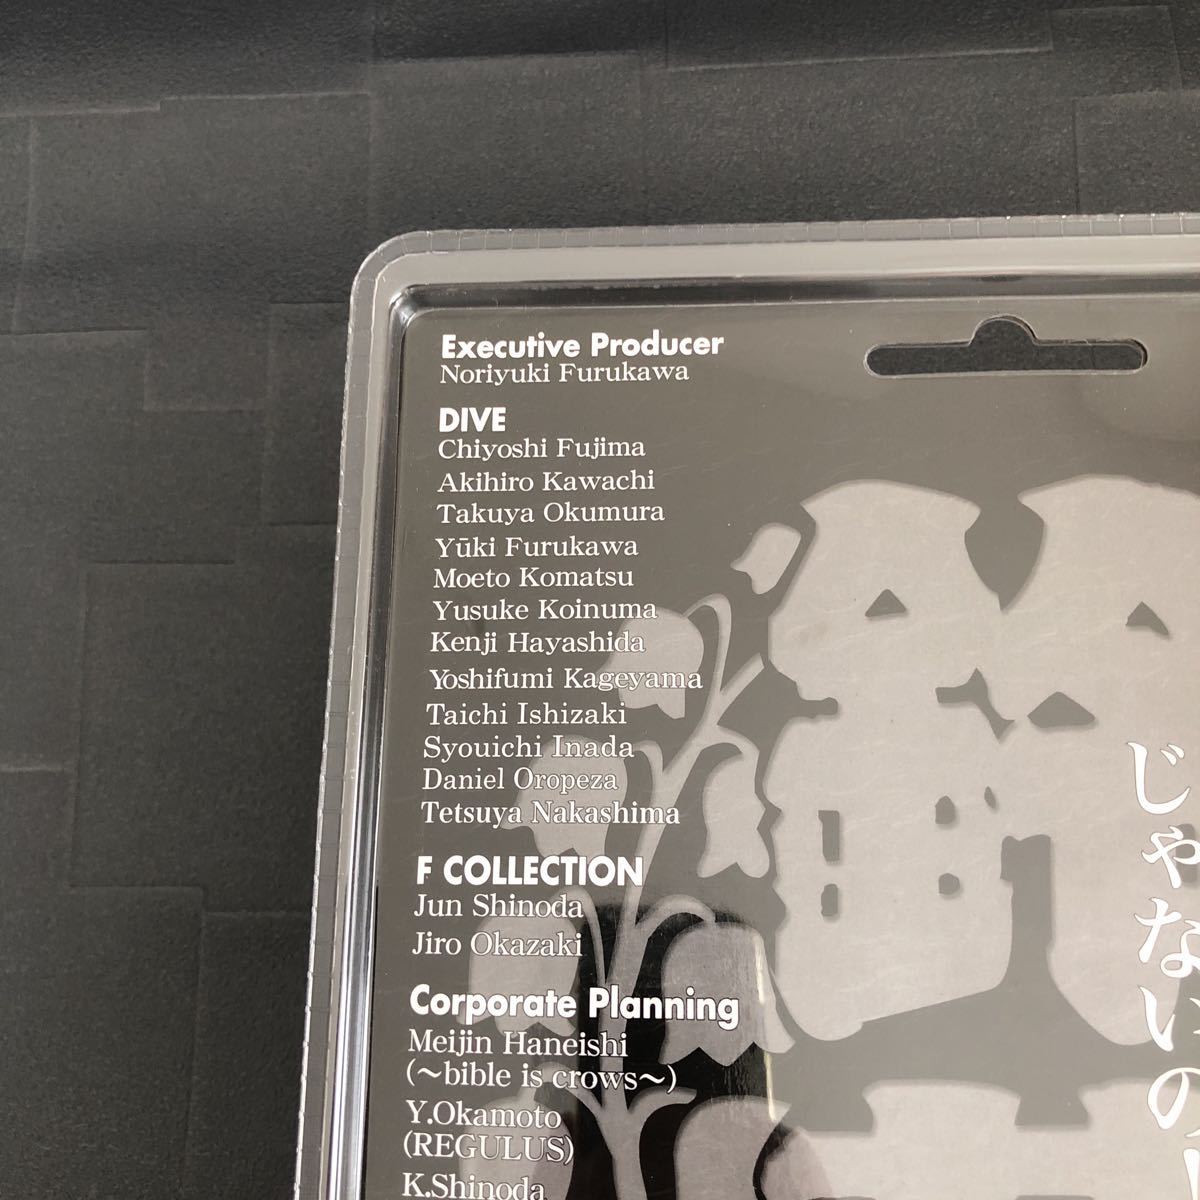 Executive Producer
Noriyuki Furukawa
DIVE
Chiyoshi Fujima
Akihiro Kawachi
Takuya Okumura
Yūki Furukawa
Moeto Komatsu
Yusuke Koinuma
Kenji Hayashida
Yoshifumi Kageyama
Taichi Ishizaki
Syouichi Inada
Daniel Oropeza
Tetsuya Nakashima
F COLLECTION
Jun Shinoda
Jiro Okazaki
Corporate Planning
Meijin Haneishi
(～bible is crows～)
Y.Okamoto
(REGULUS)
K.Shinoda
じゃないの